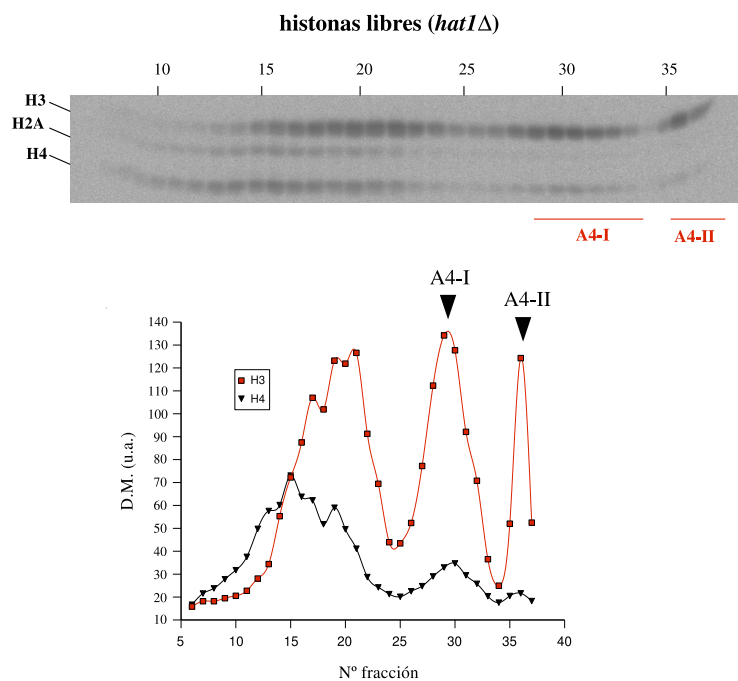 histonas libres (hat1Δ)
10 15 20 25 30 35
H3
H2A
H4
A4-I A4-II
A4-I
A4-II
140
130
120
110
100
90
80
70
60
50
40
30
20
10
H3
H4
D.M. (u.a.)
5 10 15 20 25 30 35 40
Nº fracción